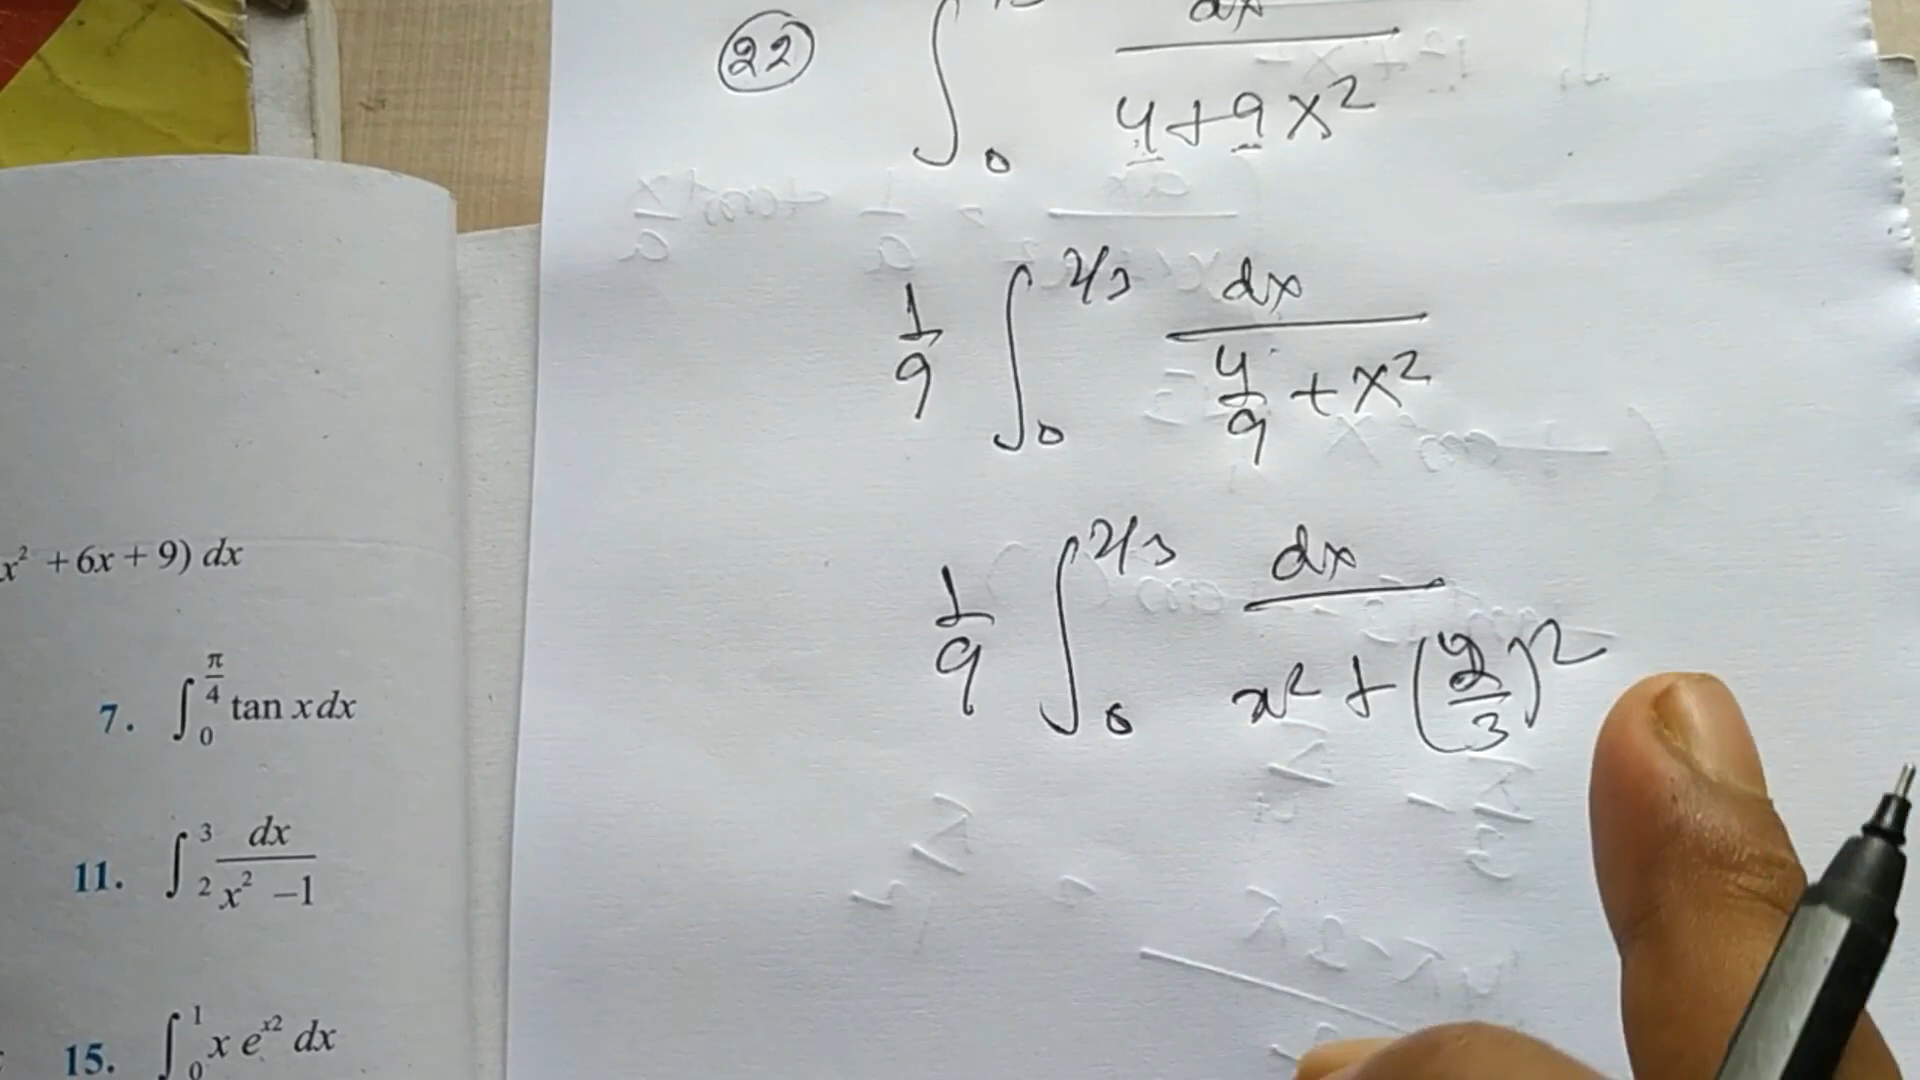 22 ∫₀ dx / 4+9x²
1/9 ∫₀^{2/3} dx / (4/9 + x²)
1/9 ∫₀^{2/3} dx / (x² + (2/3)²)
x² + 6x + 9) dx
7. ∫₀^{π/4} tan x dx
11. ∫₂³ dx / x² −1
15. ∫₀¹ x e^{x2} dx